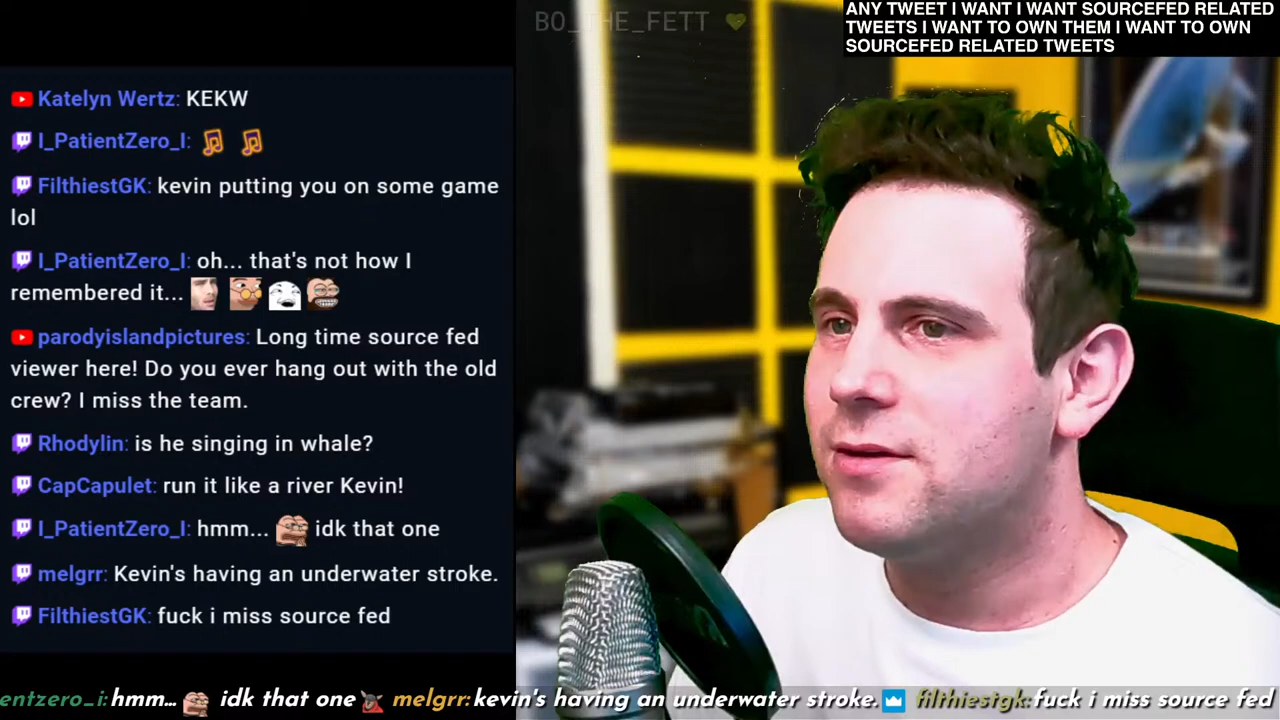 BO_THE_FETT
ANY TWEET I WANT I WANT SOURCEFED RELATED
TWEETS I WANT TO OWN THEM I WANT TO OWN
SOURCEFED RELATED TWEETS
Katelyn Wertz: KEKW
I_PatientZero_I:
FilthiestGK: kevin putting you on some game
lol
I_PatientZero_I: oh... that's not how I
remembered it...
parodyislandpictures: Long time source fed
viewer here! Do you ever hang out with the old
crew? I miss the team.
Rhodylin: is he singing in whale?
CapCapulet: run it like a river Kevin!
I_PatientZero_I: hmm... idk that one
melgrr: Kevin's having an underwater stroke.
FilthiestGK: fuck i miss source fed
entzero_i: hmm... idk that one melgrr: kevin's having an underwater stroke. filthiestgk: fuck i miss source fed